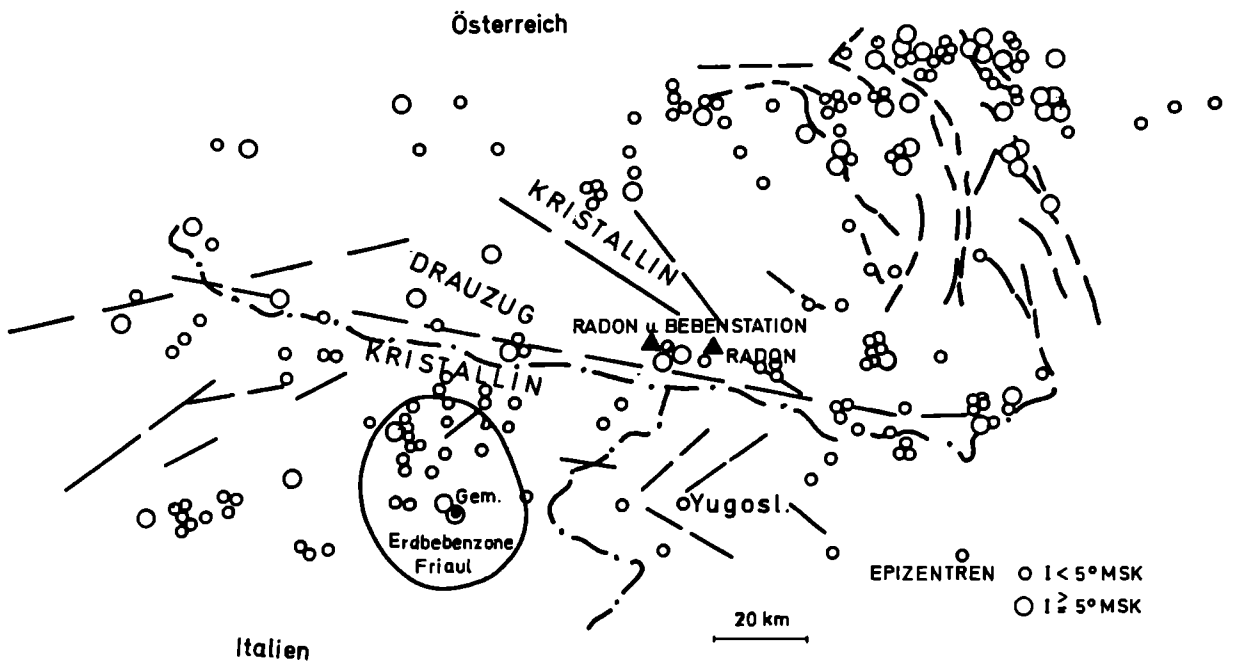 Österreich
KRISTALLIN
DRAUZUG
RADON u BEBENSTATION
RADON
KRISTALLIN
Gem.
Yugosl.
Erdbebenzone
Friaul
EPIZENTREN I < 5° MSK
I ≧ 5° MSK
20 km
Italien